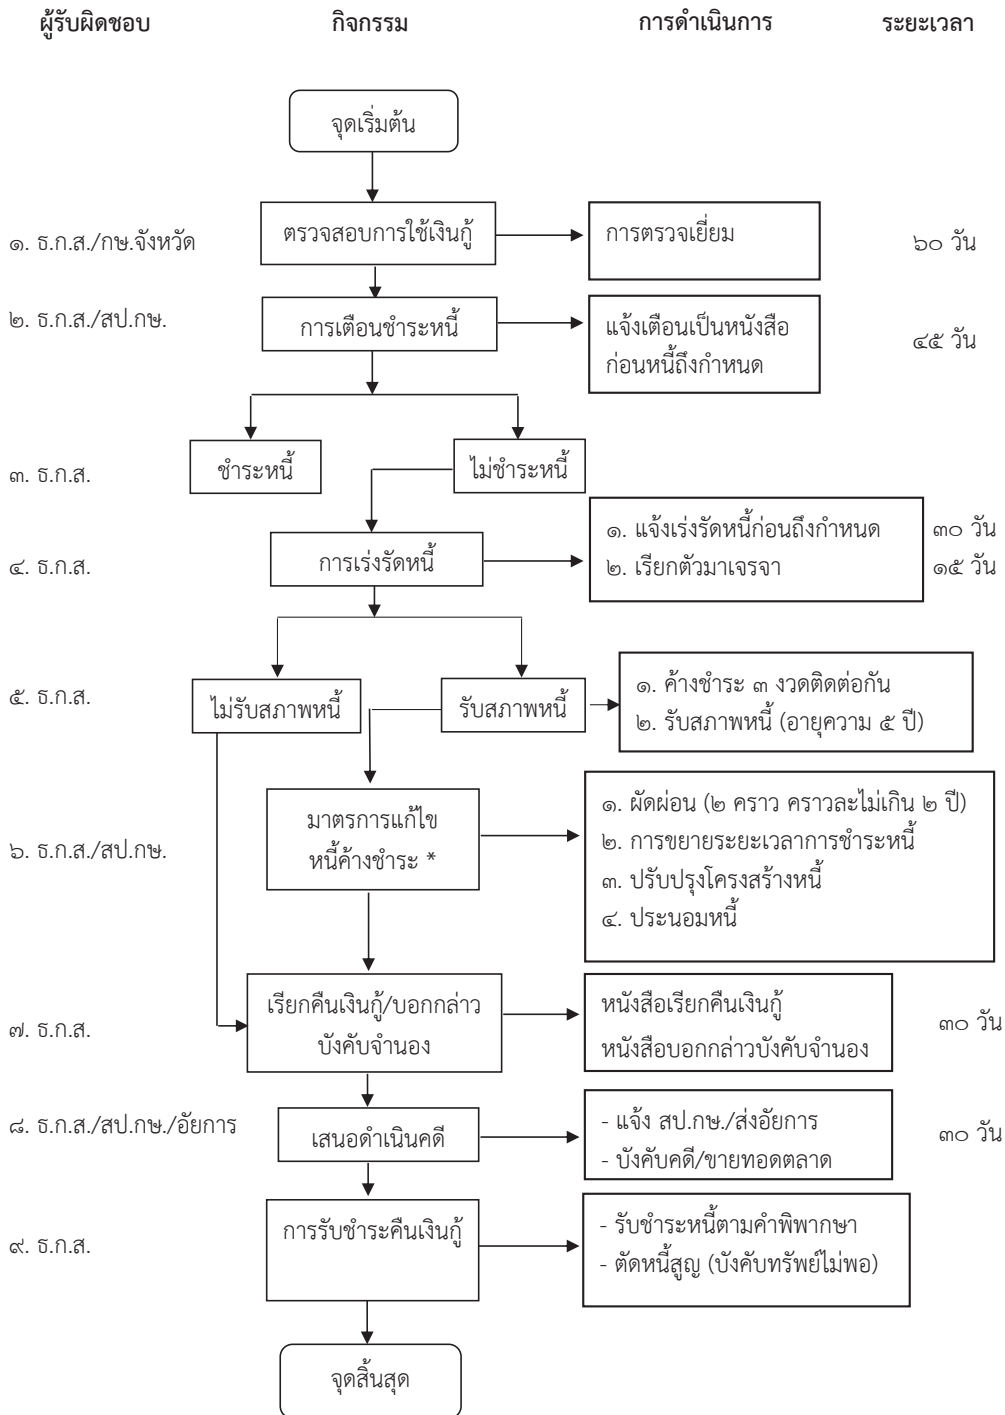 ผู้รับผิดชอบ กิจกรรม การดำเนินการ ระยะเวลา
จุดเริ่มต้น
๑. ธ.ก.ส./กษ.จังหวัด ตรวจสอบการใช้เงินกู้ การตรวจเยี่ยม ๖๐ วัน
๒. ธ.ก.ส./สป.กษ. การเตือนชำระหนี้ แจ้งเตือนเป็นหนังสือ
ก่อนหนี้ถึงกำหนด ๔๕ วัน
๓. ธ.ก.ส. ชำระหนี้ ไม่ชำระหนี้
๔. ธ.ก.ส. การเร่งรัดหนี้ ๑. แจ้งเร่งรัดหนี้ก่อนถึงกำหนด ๓๐ วัน
๒. เรียกตัวมาเจรจา ๑๕ วัน
๕. ธ.ก.ส. ไม่รับสภาพหนี้ รับสภาพหนี้ ๑. ค้างชำระ ๓ งวดติดต่อกัน
๒. รับสภาพหนี้ (อายุความ ๕ ปี)
๖. ธ.ก.ส./สป.กษ. มาตรการแก้ไข
หนี้ค้างชำระ *
๑. ผัดผ่อน (๒ คราว คราวละไม่เกิน ๒ ปี)
๒. การขยายระยะเวลาการชำระหนี้
๓. ปรับปรุงโครงสร้างหนี้
๔. ประนอมหนี้
๗. ธ.ก.ส. เรียกคืนเงินกู้/บอกกล่าว
บังคับจำนอง
หนังสือเรียกคืนเงินกู้
หนังสือบอกกล่าวบังคับจำนอง ๓๐ วัน
๘. ธ.ก.ส./สป.กษ./อัยการ เสนอดำเนินคดี - แจ้ง สป.กษ./ส่งอัยการ
- บังคับคดี/ขายทอดตลาด ๓๐ วัน
๙. ธ.ก.ส. การรับชำระคืนเงินกู้ - รับชำระหนี้ตามคำพิพากษา
- ตัดหนี้สูญ (บังคับทรัพย์ไม่พอ)
จุดสิ้นสุด